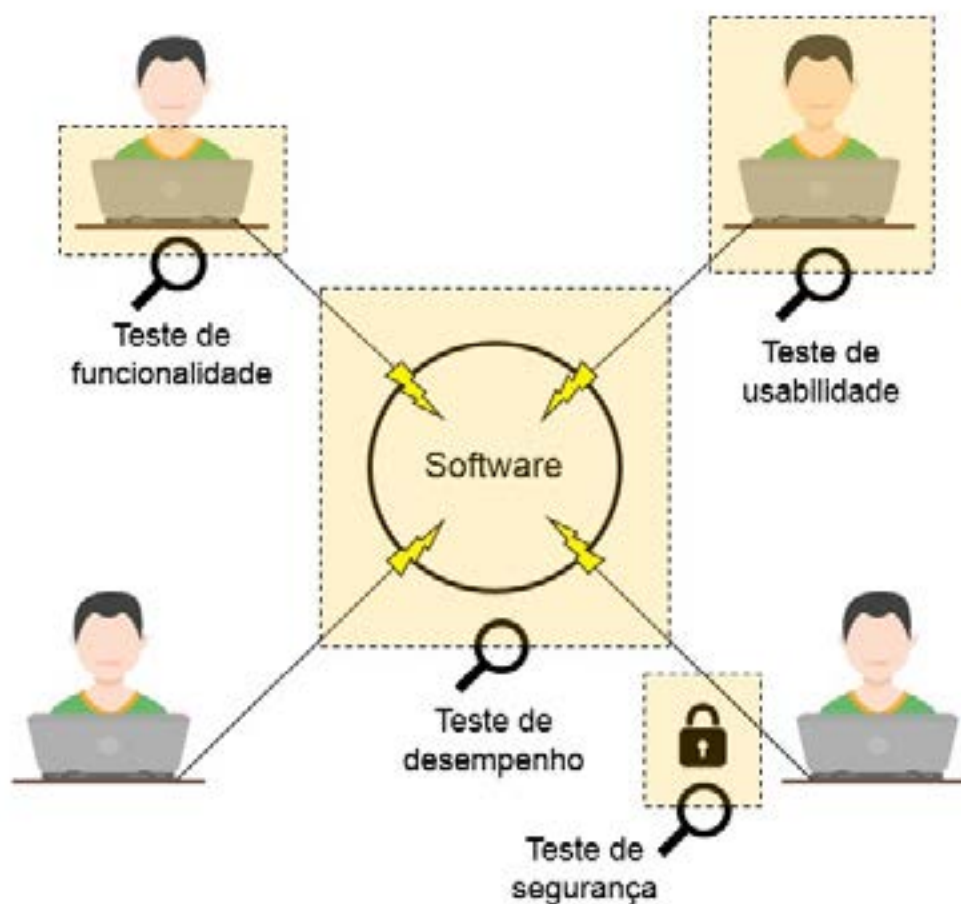 Teste de
funcionalidade
Teste de
usabilidade
Software
Teste de
desempenho
Teste de
segurança